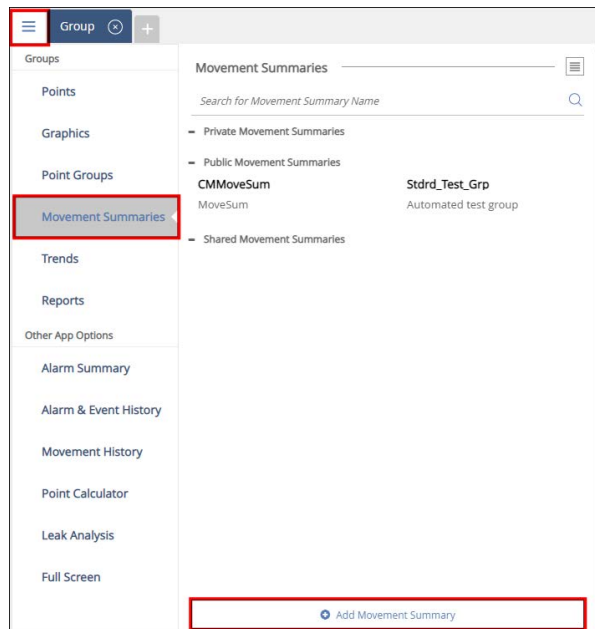 Group
Groups
Points
Graphics
Point Groups
Movement Summaries
Trends
Reports
Other App Options
Alarm Summary
Alarm & Event History
Movement History
Point Calculator
Leak Analysis
Full Screen
Movement Summaries
Search for Movement Summary Name
Private Movement Summaries
Public Movement Summaries
CMMoveSum Stdrd_Test_Grp
MoveSum Automated test group
Shared Movement Summaries
Add Movement Summary